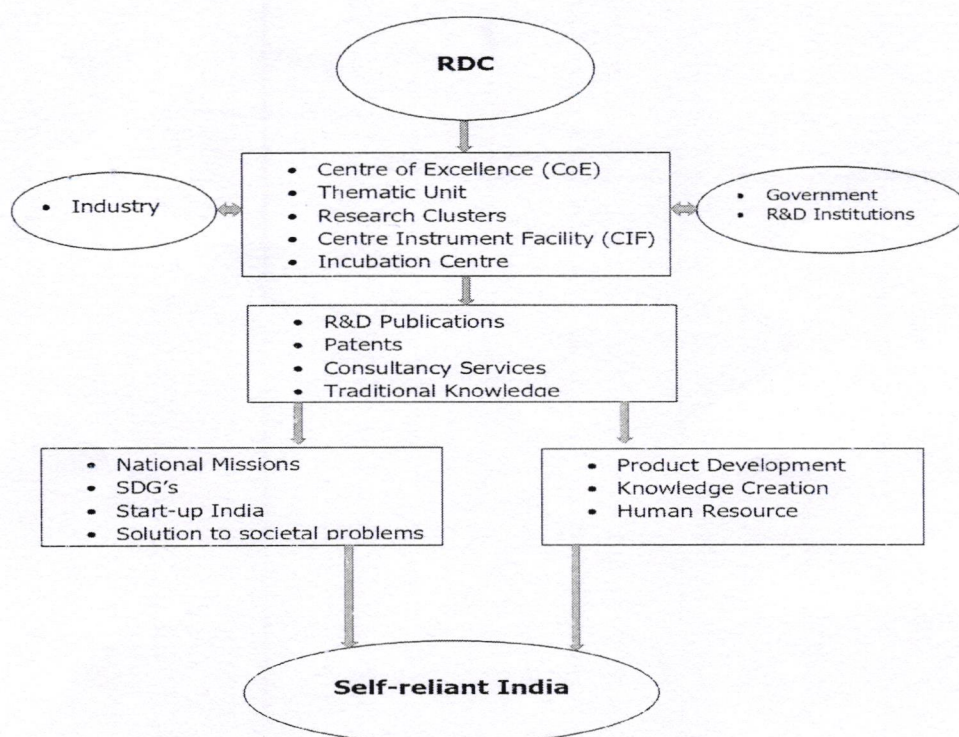 RDC
• Centre of Excellence (CoE)
• Thematic Unit
• Research Clusters
• Centre Instrument Facility (CIF)
• Incubation Centre
• Industry
• Government
• R&D Institutions
• R&D Publications
• Patents
• Consultancy Services
• Traditional Knowledge
• National Missions
• SDG's
• Start-up India
• Solution to societal problems
• Product Development
• Knowledge Creation
• Human Resource
Self-reliant India